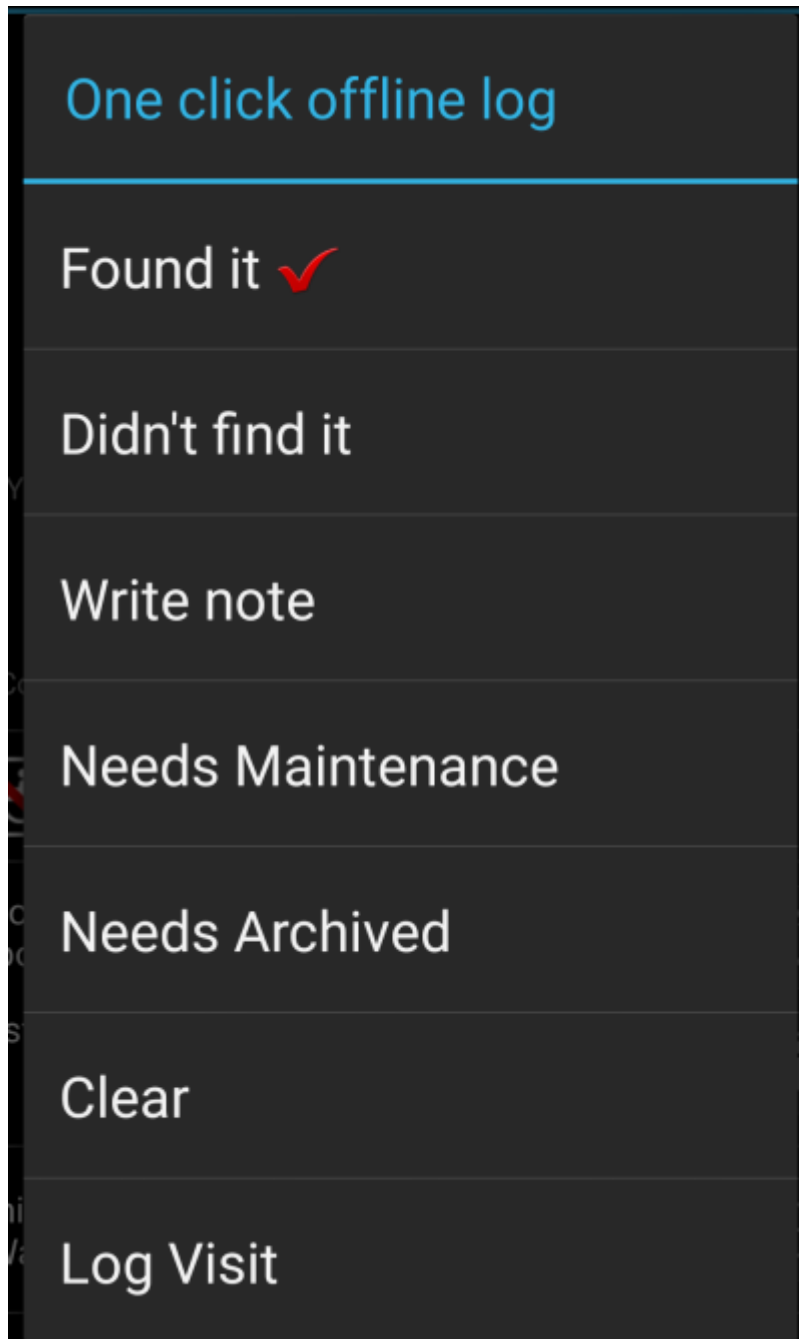 One click offline log
Found it
Didn't find it
Write note
Needs Maintenance
Needs Archived
Clear
Log Visit